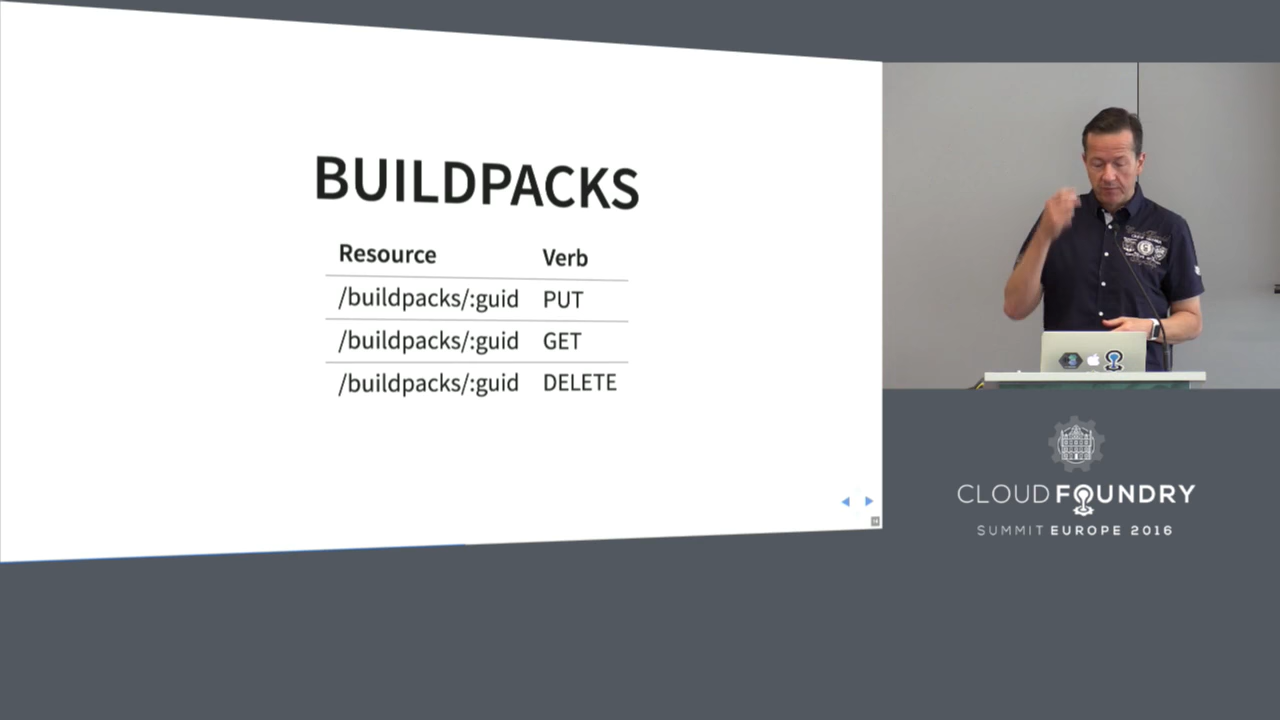 BUILDPACKS
Resource Verb
/buildpacks/:guid PUT
/buildpacks/:guid GET
/buildpacks/:guid DELETE
CLOUD FOUNDRY
SUMMIT EUROPE 2016